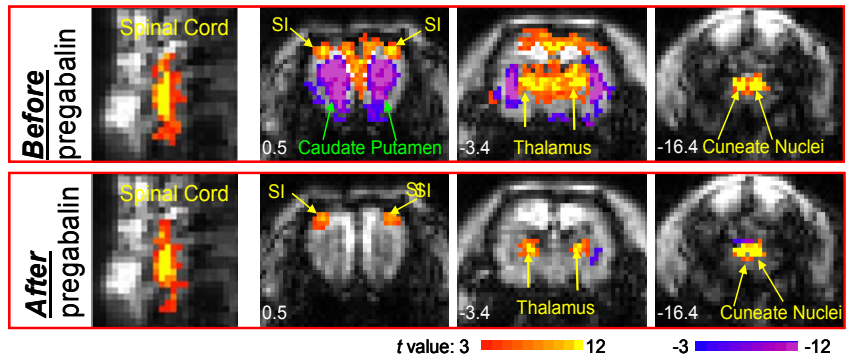 Before
pregabalin
Spinal Cord
SI
SI
0.5
Caudate Putamen
-3.4
Thalamus
-16.4
Cuneate Nuclei
After
pregabalin
Spinal Cord
SI
SI
SI
0.5
-3.4
Thalamus
-16.4
Cuneate Nuclei
t value: 3 12 -3 -12